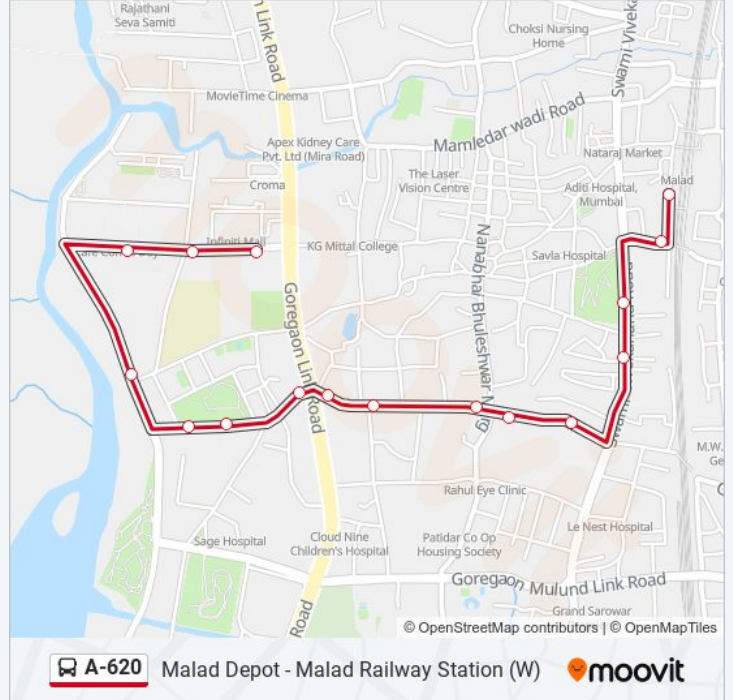 Rajathani
Seva Samiti
n Link Road
Choksi Nursing
Home
Swami Viveka
MovieTime Cinema
Mamledar wadi Road
Apex Kidney Care
Pvt. Ltd (Mira Road)
Nataraj Market
The Laser
Vision Centre
Malad
Croma
Aditi Hospital,
Mumbai
Infiniti Mall
KG Mittal College
Savla Hospital
Nanabhai Bhuleshwar Marg
Goregaon Link Road
M.W.
Ge
Rahul Eye Clinic
Le Nest Hospital
Sage Hospital
Cloud Nine
Children's Hospital
Patidar Co Op
Housing Society
Goregaon Mulund Link Road
Road
Grand Sarowar
© OpenStreetMap contributors | © OpenMapTiles
A-620 Malad Depot - Malad Railway Station (W) moovit